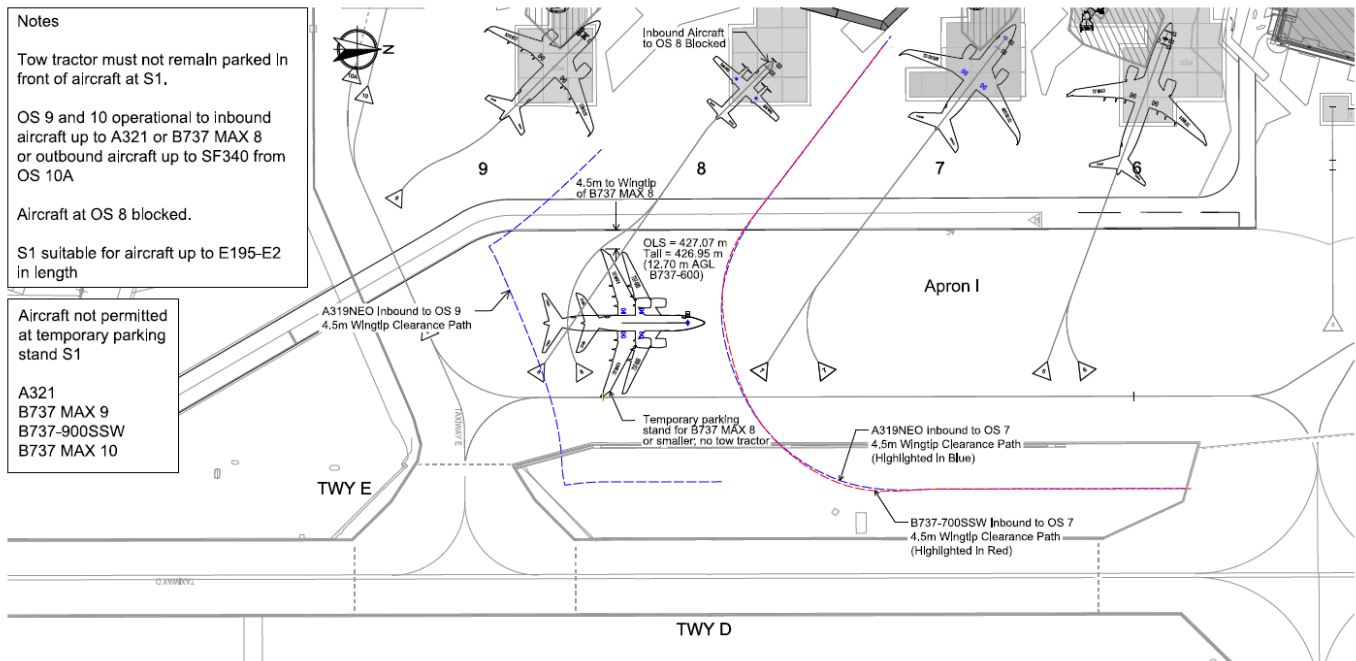 Notes
Tow tractor must not remain parked in
front of aircraft at S1.
OS 9 and 10 operational to inbound
aircraft up to A321 or B737 MAX 8
or outbound aircraft up to SF340 from
OS 10A
Aircraft at OS 8 blocked.
S1 suitable for aircraft up to E195-E2
in length
Aircraft not permitted
at temporary parking
stand S1
A321
B737 MAX 9
B737-900SSW
B737 MAX 10
N
10A
10
Inbound Aircraft
to OS 8 Blocked
PCC
9
8
7
6
4.5m to Wingtip
of B737 MAX 8
OLS = 427.07 m
Tail = 426.95 m
(12.70 m AGL
B737-600)
Apron I
A319NEO Inbound to OS 9
4.5m Wingtip Clearance Path
TAXIWAY E
Temporary parking
stand for B737 MAX 8
or smaller; no tow tractor
A319NEO Inbound to OS 7
4.5m Wingtip Clearance Path
(Highlighted in Blue)
TWY E
B737-700SSW Inbound to OS 7
4.5m Wingtip Clearance Path
(Highlighted in Red)
TAXIWAY D
TWY D